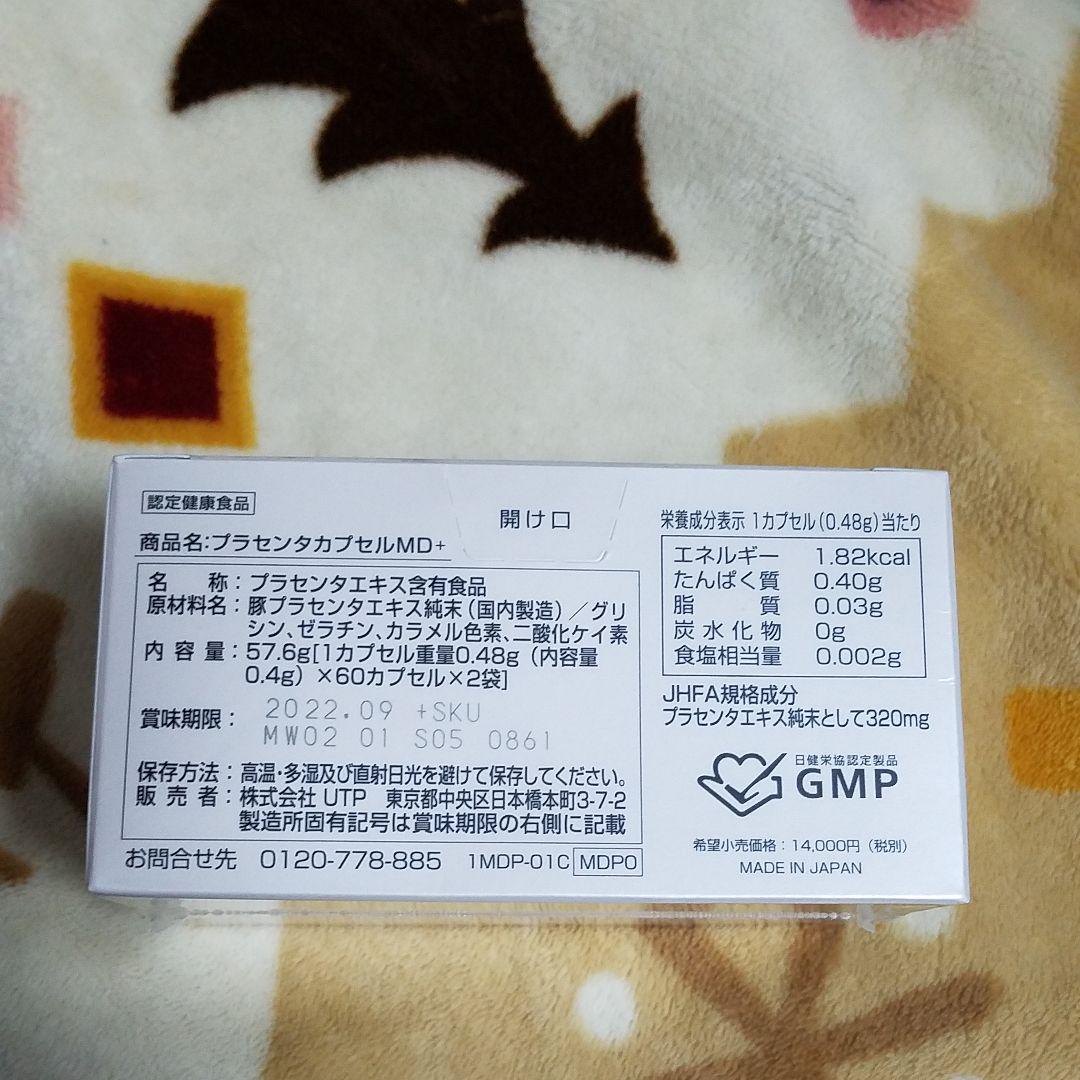 認定健康食品
開け口
商品名:プラセンタカプセルMD+
名　称:プラセンタエキス含有食品
原材料名:豚プラセンタエキス純末(国内製造)/グリ
シン、ゼラチン、カラメル色素、二酸化ケイ素
内容量:57.6g[1カプセル重量0.48g(内容量
0.4g)×60カプセル×2袋]
賞味期限: 2022.09 +SKU
MW02 01 S05 0861
保存方法:高温・多湿及び直射日光を避けて保存してください。
販売者:株式会社 UTP 東京都中央区日本橋本町3-7-2
製造所固有記号は賞味期限の右側に記載
お問合せ先 0120-778-885 1MDP-01C MDP0
栄養成分表示 1カプセル(0.48g)当たり
エネルギー 1.82kcal
たんぱく質 0.40g
脂質 0.03g
炭水化物 0g
食塩相当量 0.002g
JHFA規格成分
プラセンタエキス純末として320mg
日健栄協認定製品
GMP
希望小売価格:14,000円(税別)
MADE IN JAPAN